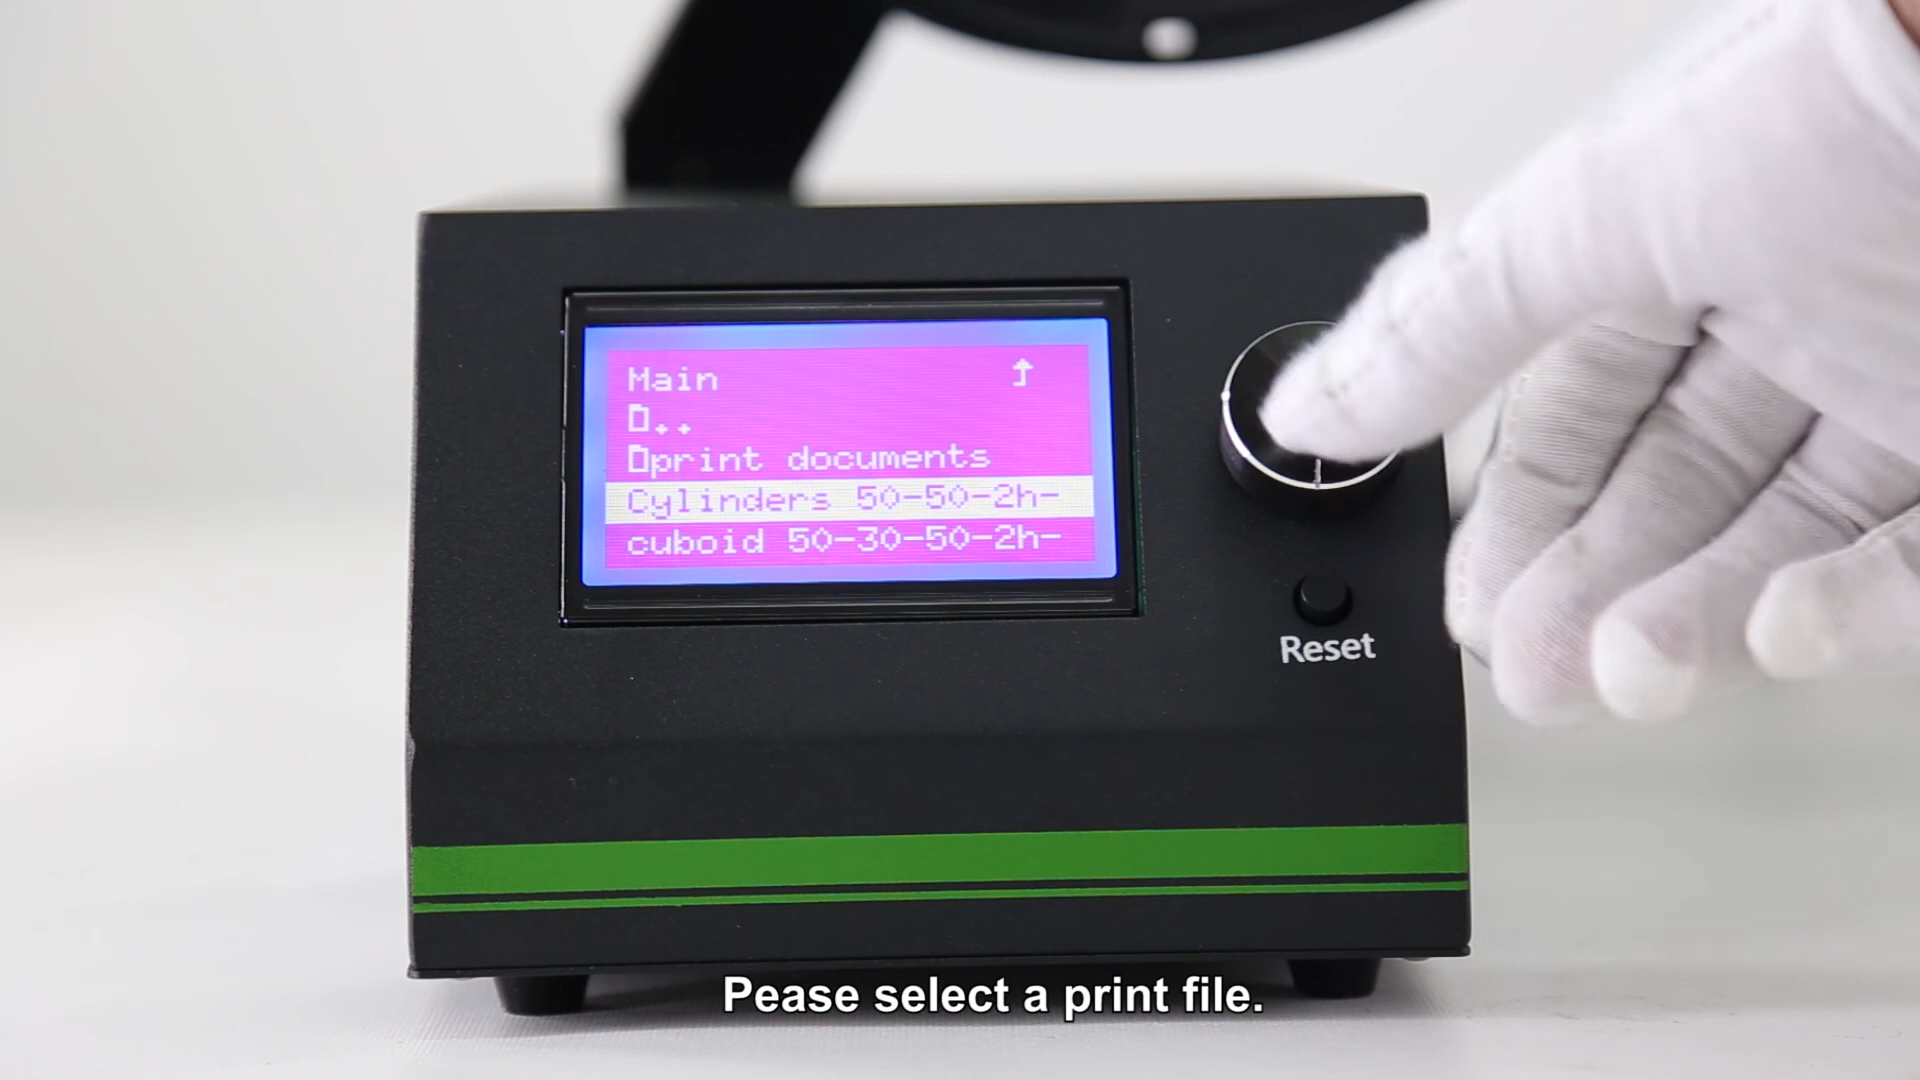 Main
..
print documents
Cylinders 50-50-2h-
cuboid 50-30-50-2h-
Reset
Pease select a print file.